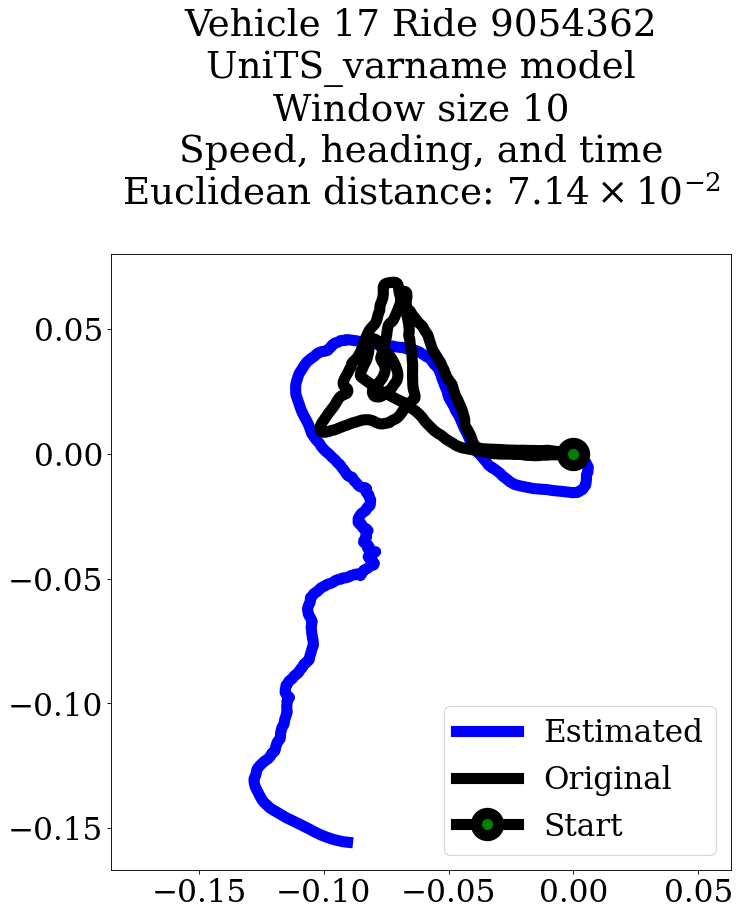 Vehicle 17 Ride 9054362
UniTS_varname model
Window size 10
Speed, heading, and time
Euclidean distance: 7.14 × 10⁻²
0.05
0.00
−0.05
−0.10
−0.15
Estimated
Original
Start
−0.15 −0.10 −0.05 0.00 0.05